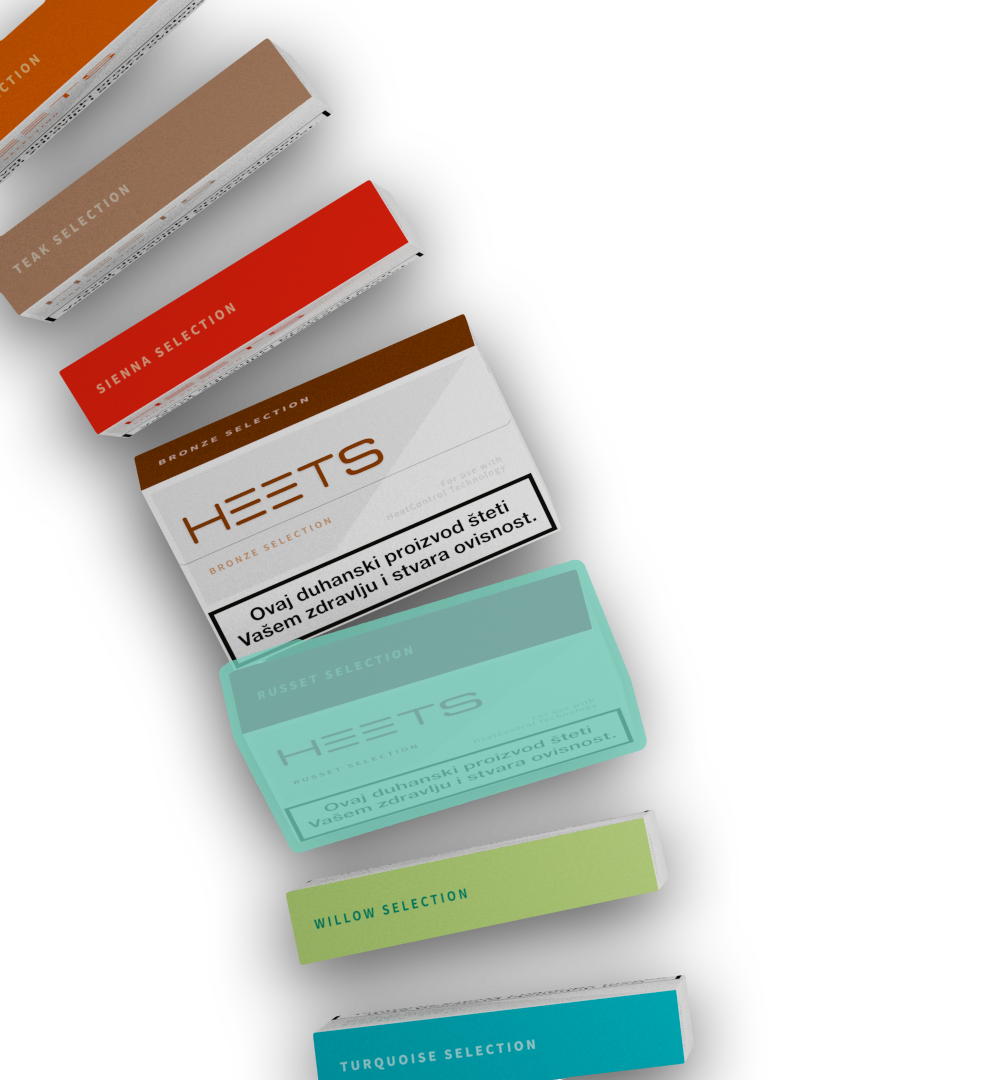 CTION
TEAK SELECTION
SIENNA SELECTION
BRONZE SELECTION
HEETS
For use with
HeatControl Technology
BRONZE SELECTION
Ovaj duhanski proizvod šteti
Vašem zdravlju i stvara ovisnost.
RUSSET SELECTION
HEETS
For use with
HeatControl Technology
RUSSET SELECTION
Ovaj duhanski proizvod šteti
Vašem zdravlju i stvara ovisnost.
WILLOW SELECTION
TURQUOISE SELECTION